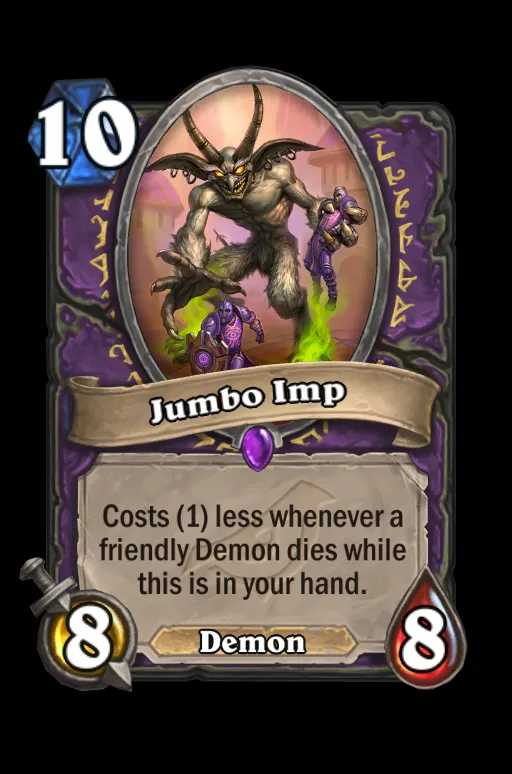 10
Jumbo Imp
Costs (1) less whenever a
friendly Demon dies while
this is in your hand.
8
Demon
8